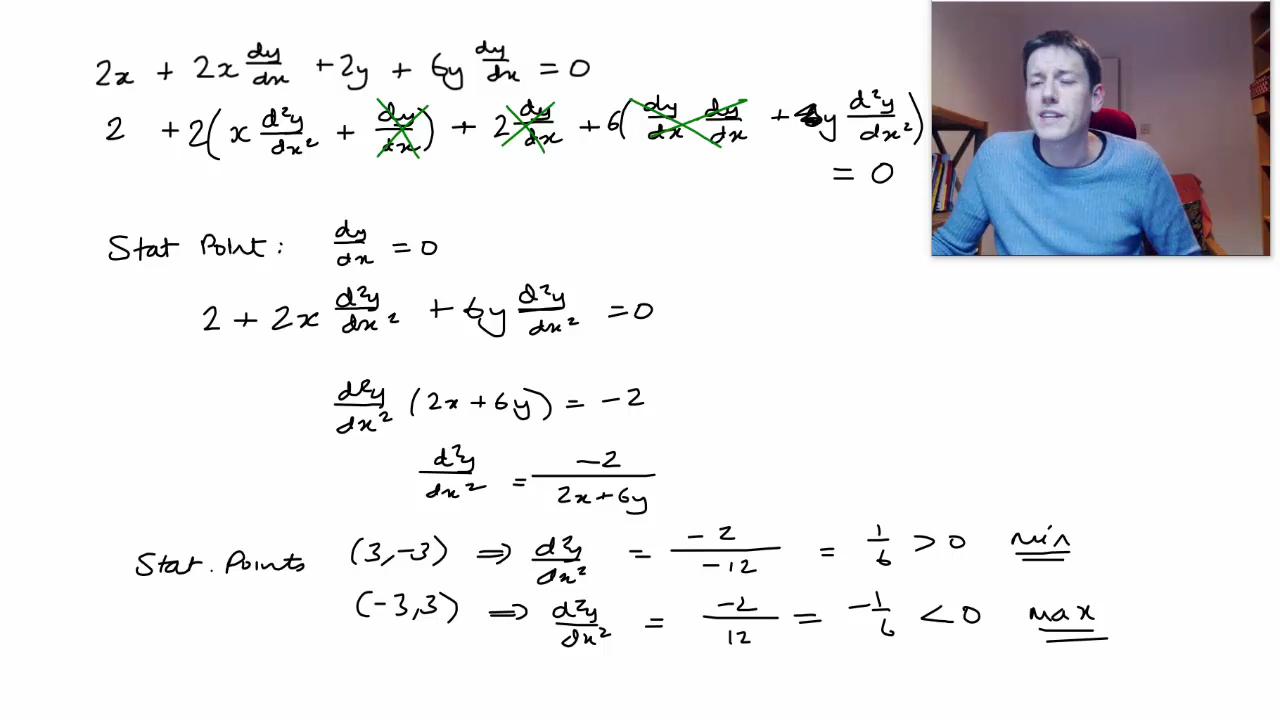 2x + 2x dy/dx + 2y + 6y dy/dx = 0
2 + 2(x d²y/dx² + dy/dx) + 2 dy/dx + 6(dy/dx dy/dx + y d²y/dx²)
= 0
Stat Point: dy/dx = 0
2 + 2x d²y/dx² + 6y d²y/dx² = 0
d²y/dx² (2x + 6y) = -2
d²y/dx² = -2/(2x+6y)
Stat. Points (3,-3) ⟹ d²y/dx² = -2/-12 = 1/6 > 0 min
(-3,3) ⟹ d²y/dx² = -2/12 = -1/6 < 0 max